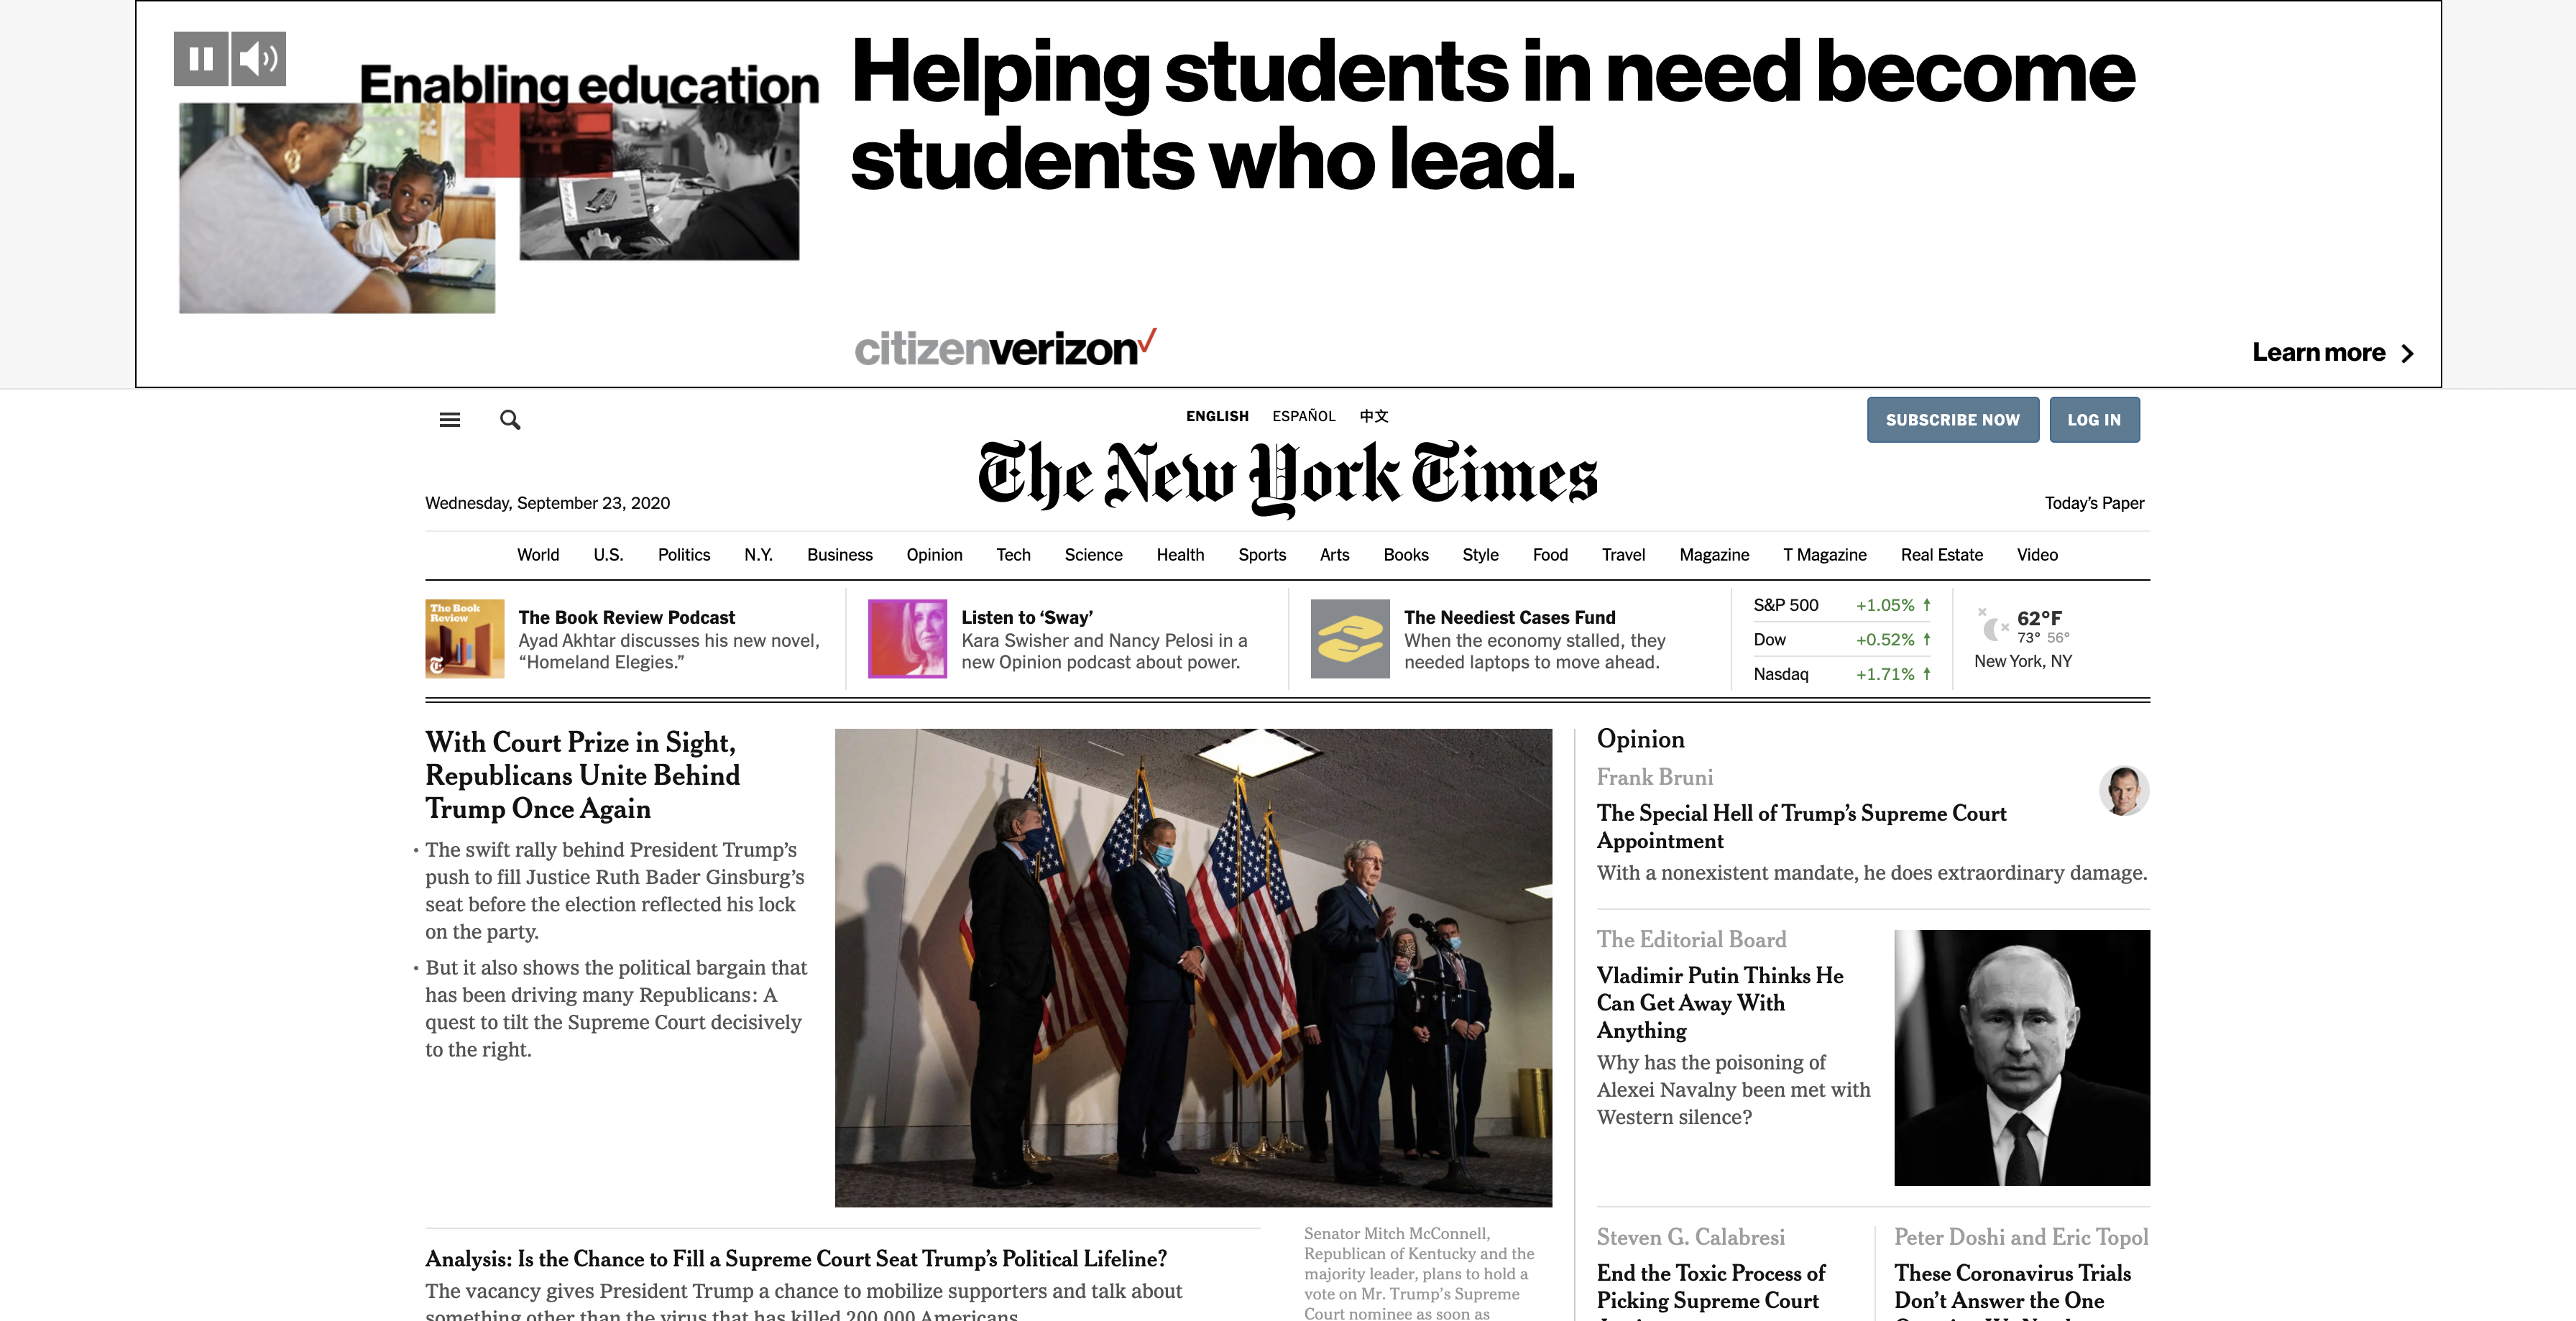 Enabling education
Helping students in need become
students who lead.
citizenverizon
Learn more
ENGLISH ESPAÑOL 中文
SUBSCRIBE NOW LOG IN
The New York Times
Wednesday, September 23, 2020
Today's Paper
World U.S. Politics N.Y. Business Opinion Tech Science Health Sports Arts Books Style Food Travel Magazine T Magazine Real Estate Video
The Book
Review
The Book Review Podcast
Ayad Akhtar discusses his new novel,
“Homeland Elegies.”
Listen to ‘Sway’
Kara Swisher and Nancy Pelosi in a
new Opinion podcast about power.
The Neediest Cases Fund
When the economy stalled, they
needed laptops to move ahead.
S&P 500 +1.05% ↑
Dow +0.52% ↑
Nasdaq +1.71% ↑
62°F
73° 56°
New York, NY
With Court Prize in Sight,
Republicans Unite Behind
Trump Once Again
• The swift rally behind President Trump’s
push to fill Justice Ruth Bader Ginsburg’s
seat before the election reflected his lock
on the party.
• But it also shows the political bargain that
has been driving many Republicans: A
quest to tilt the Supreme Court decisively
to the right.
Analysis: Is the Chance to Fill a Supreme Court Seat Trump’s Political Lifeline?
The vacancy gives President Trump a chance to mobilize supporters and talk about
something other than the virus that has killed 200,000 Americans.
Senator Mitch McConnell,
Republican of Kentucky and the
majority leader, plans to hold a
vote on Mr. Trump’s Supreme
Court nominee as soon as
Opinion
Frank Bruni
The Special Hell of Trump’s Supreme Court
Appointment
With a nonexistent mandate, he does extraordinary damage.
The Editorial Board
Vladimir Putin Thinks He
Can Get Away With
Anything
Why has the poisoning of
Alexei Navalny been met with
Western silence?
Steven G. Calabresi
End the Toxic Process of
Picking Supreme Court
Peter Doshi and Eric Topol
These Coronavirus Trials
Don’t Answer the One